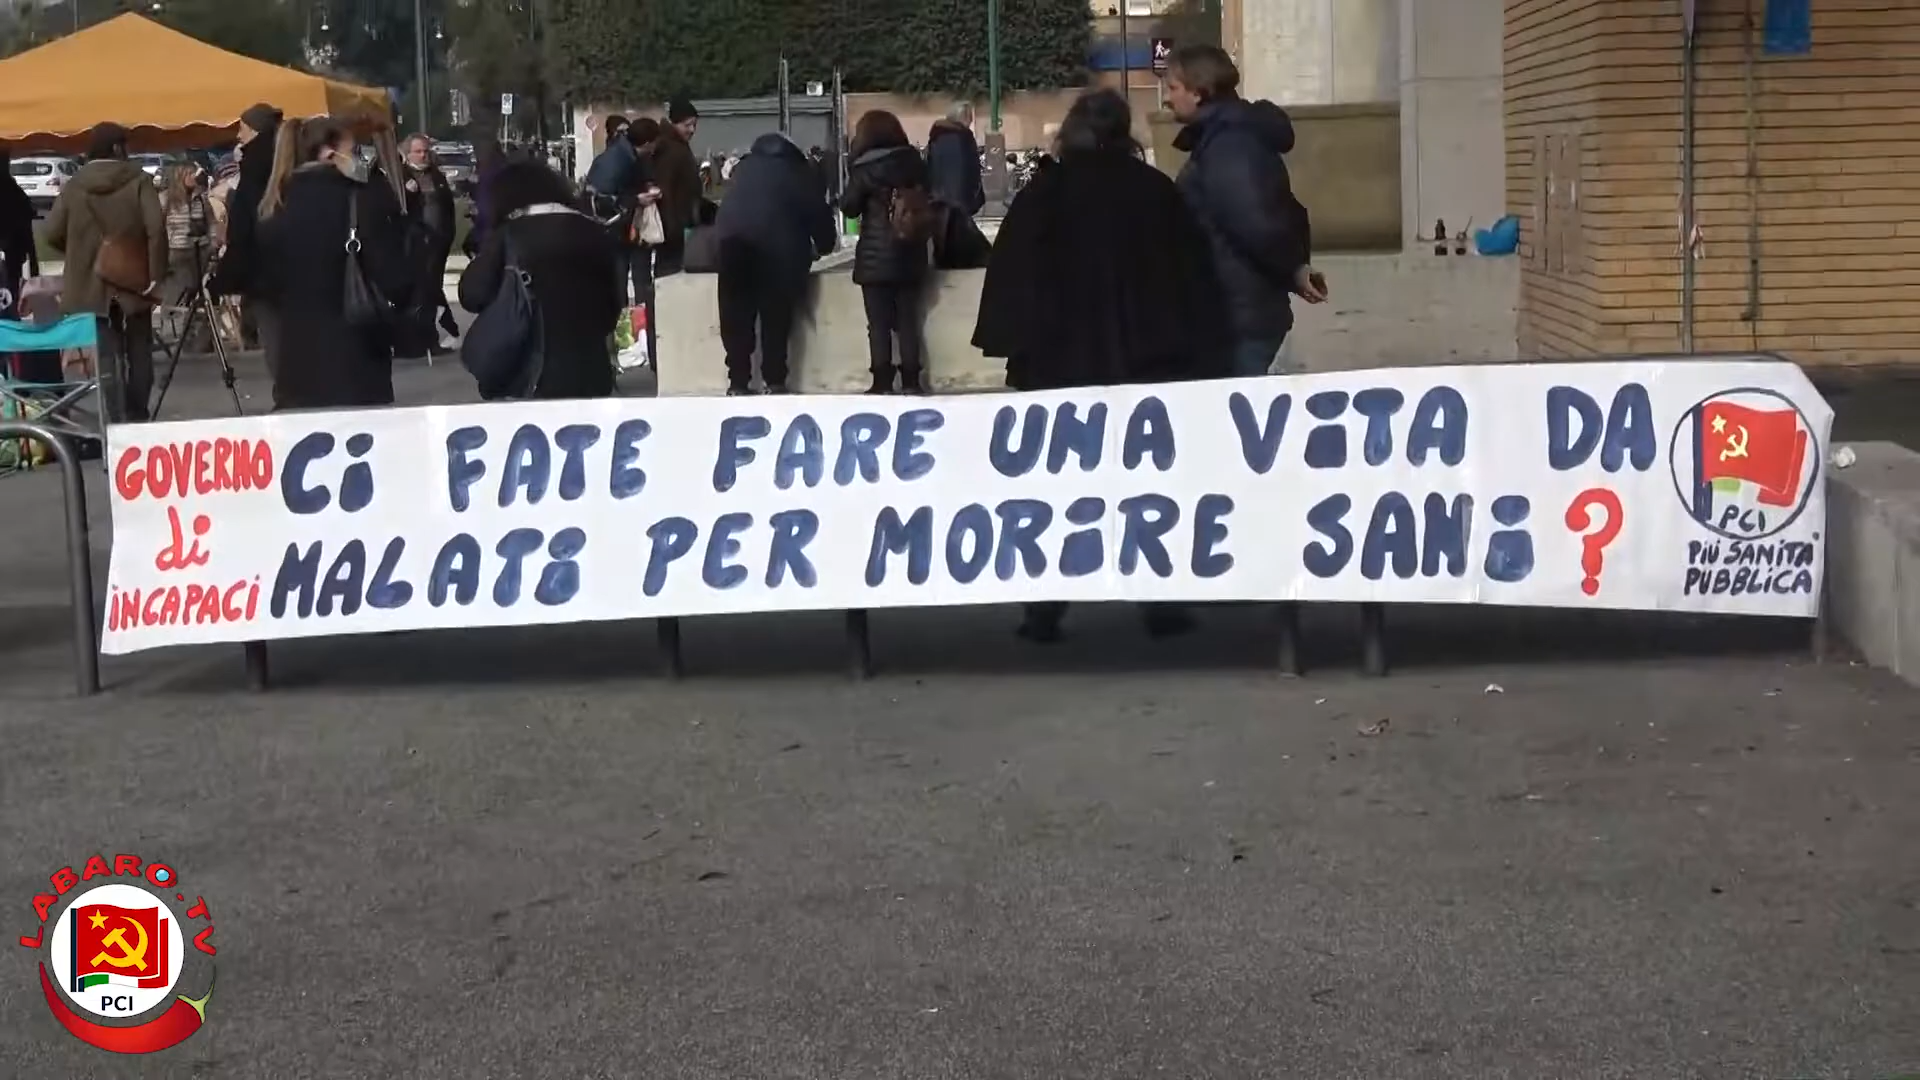 GOVERNO
di
iNCAPACi
Ci FATE FARE UNA ViTA DA
MALATi PER MORiRE SANi ?
PCI
PIÙ SANiTA'
PUBBLiCA
LABARO.TV
PCI